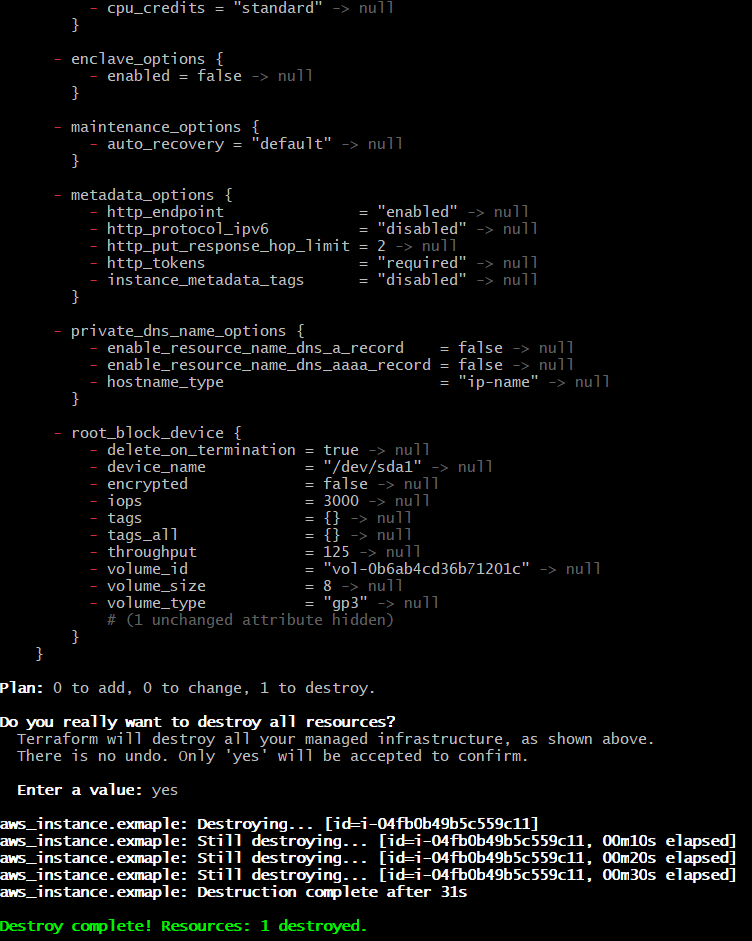 - cpu_credits = "standard" -> null
}
- enclave_options {
- enabled = false -> null
}
- maintenance_options {
- auto_recovery = "default" -> null
}
- metadata_options {
- http_endpoint = "enabled" -> null
- http_protocol_ipv6 = "disabled" -> null
- http_put_response_hop_limit = 2 -> null
- http_tokens = "required" -> null
- instance_metadata_tags = "disabled" -> null
}
- private_dns_name_options {
- enable_resource_name_dns_a_record = false -> null
- enable_resource_name_dns_aaaa_record = false -> null
- hostname_type = "ip-name" -> null
}
- root_block_device {
- delete_on_termination = true -> null
- device_name = "/dev/sda1" -> null
- encrypted = false -> null
- iops = 3000 -> null
- tags = {} -> null
- tags_all = {} -> null
- throughput = 125 -> null
- volume_id = "vol-0b6ab4cd36b71201c" -> null
- volume_size = 8 -> null
- volume_type = "gp3" -> null
# (1 unchanged attribute hidden)
}
}
Plan: 0 to add, 0 to change, 1 to destroy.
Do you really want to destroy all resources?
Terraform will destroy all your managed infrastructure, as shown above.
There is no undo. Only 'yes' will be accepted to confirm.
Enter a value: yes
aws_instance.exmaple: Destroying... [id=i-04fb0b49b5c559c11]
aws_instance.exmaple: Still destroying... [id=i-04fb0b49b5c559c11, 00m10s elapsed]
aws_instance.exmaple: Still destroying... [id=i-04fb0b49b5c559c11, 00m20s elapsed]
aws_instance.exmaple: Still destroying... [id=i-04fb0b49b5c559c11, 00m30s elapsed]
aws_instance.exmaple: Destruction complete after 31s
Destroy complete! Resources: 1 destroyed.